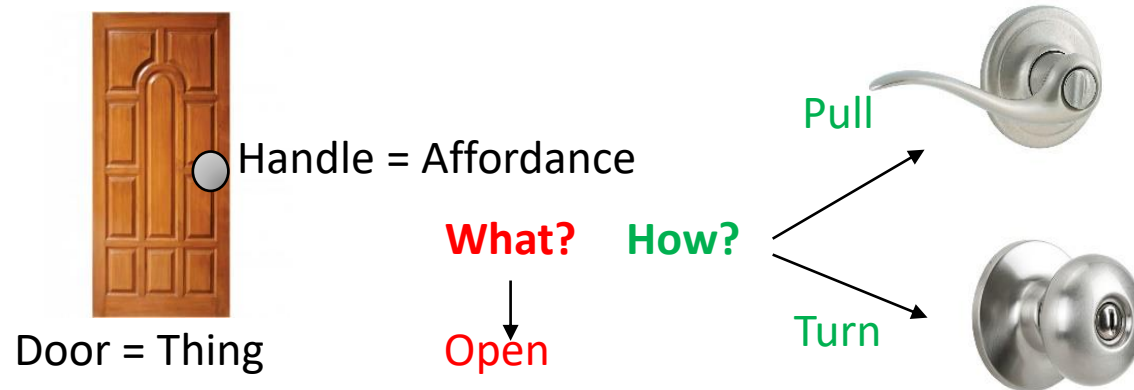 Pull
Handle = Affordance
What?
How?
Turn
Door = Thing
Open